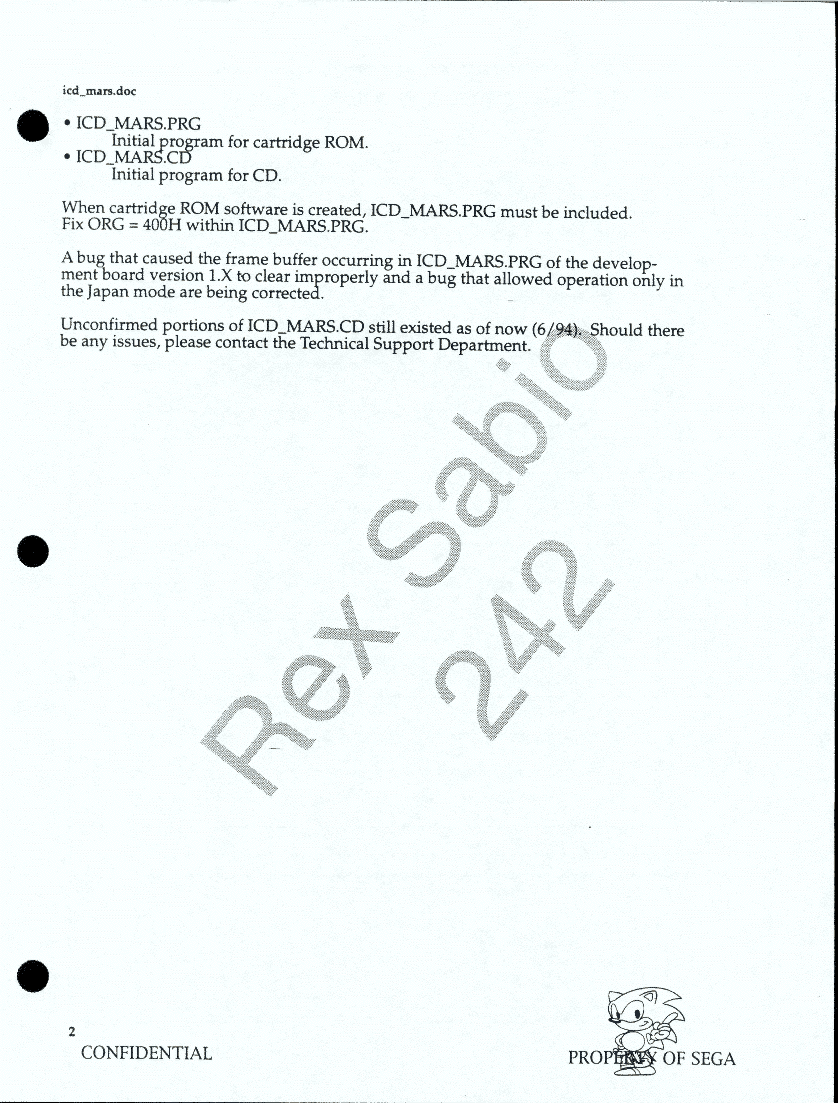 icd_mars.doc
• ICD_MARS.PRG
Initial program for cartridge ROM.
• ICD_MARS.CD
Initial program for CD.
When cartridge ROM software is created, ICD_MARS.PRG must be included.
Fix ORG = 400H within ICD_MARS.PRG.
A bug that caused the frame buffer occurring in ICD_MARS.PRG of the develop-
ment board version 1.X to clear improperly and a bug that allowed operation only in
the Japan mode are being corrected.
Unconfirmed portions of ICD_MARS.CD still existed as of now (6/94). Should there
be any issues, please contact the Technical Support Department.
Rex Sabio
242
2
CONFIDENTIAL
PROPERTY OF SEGA